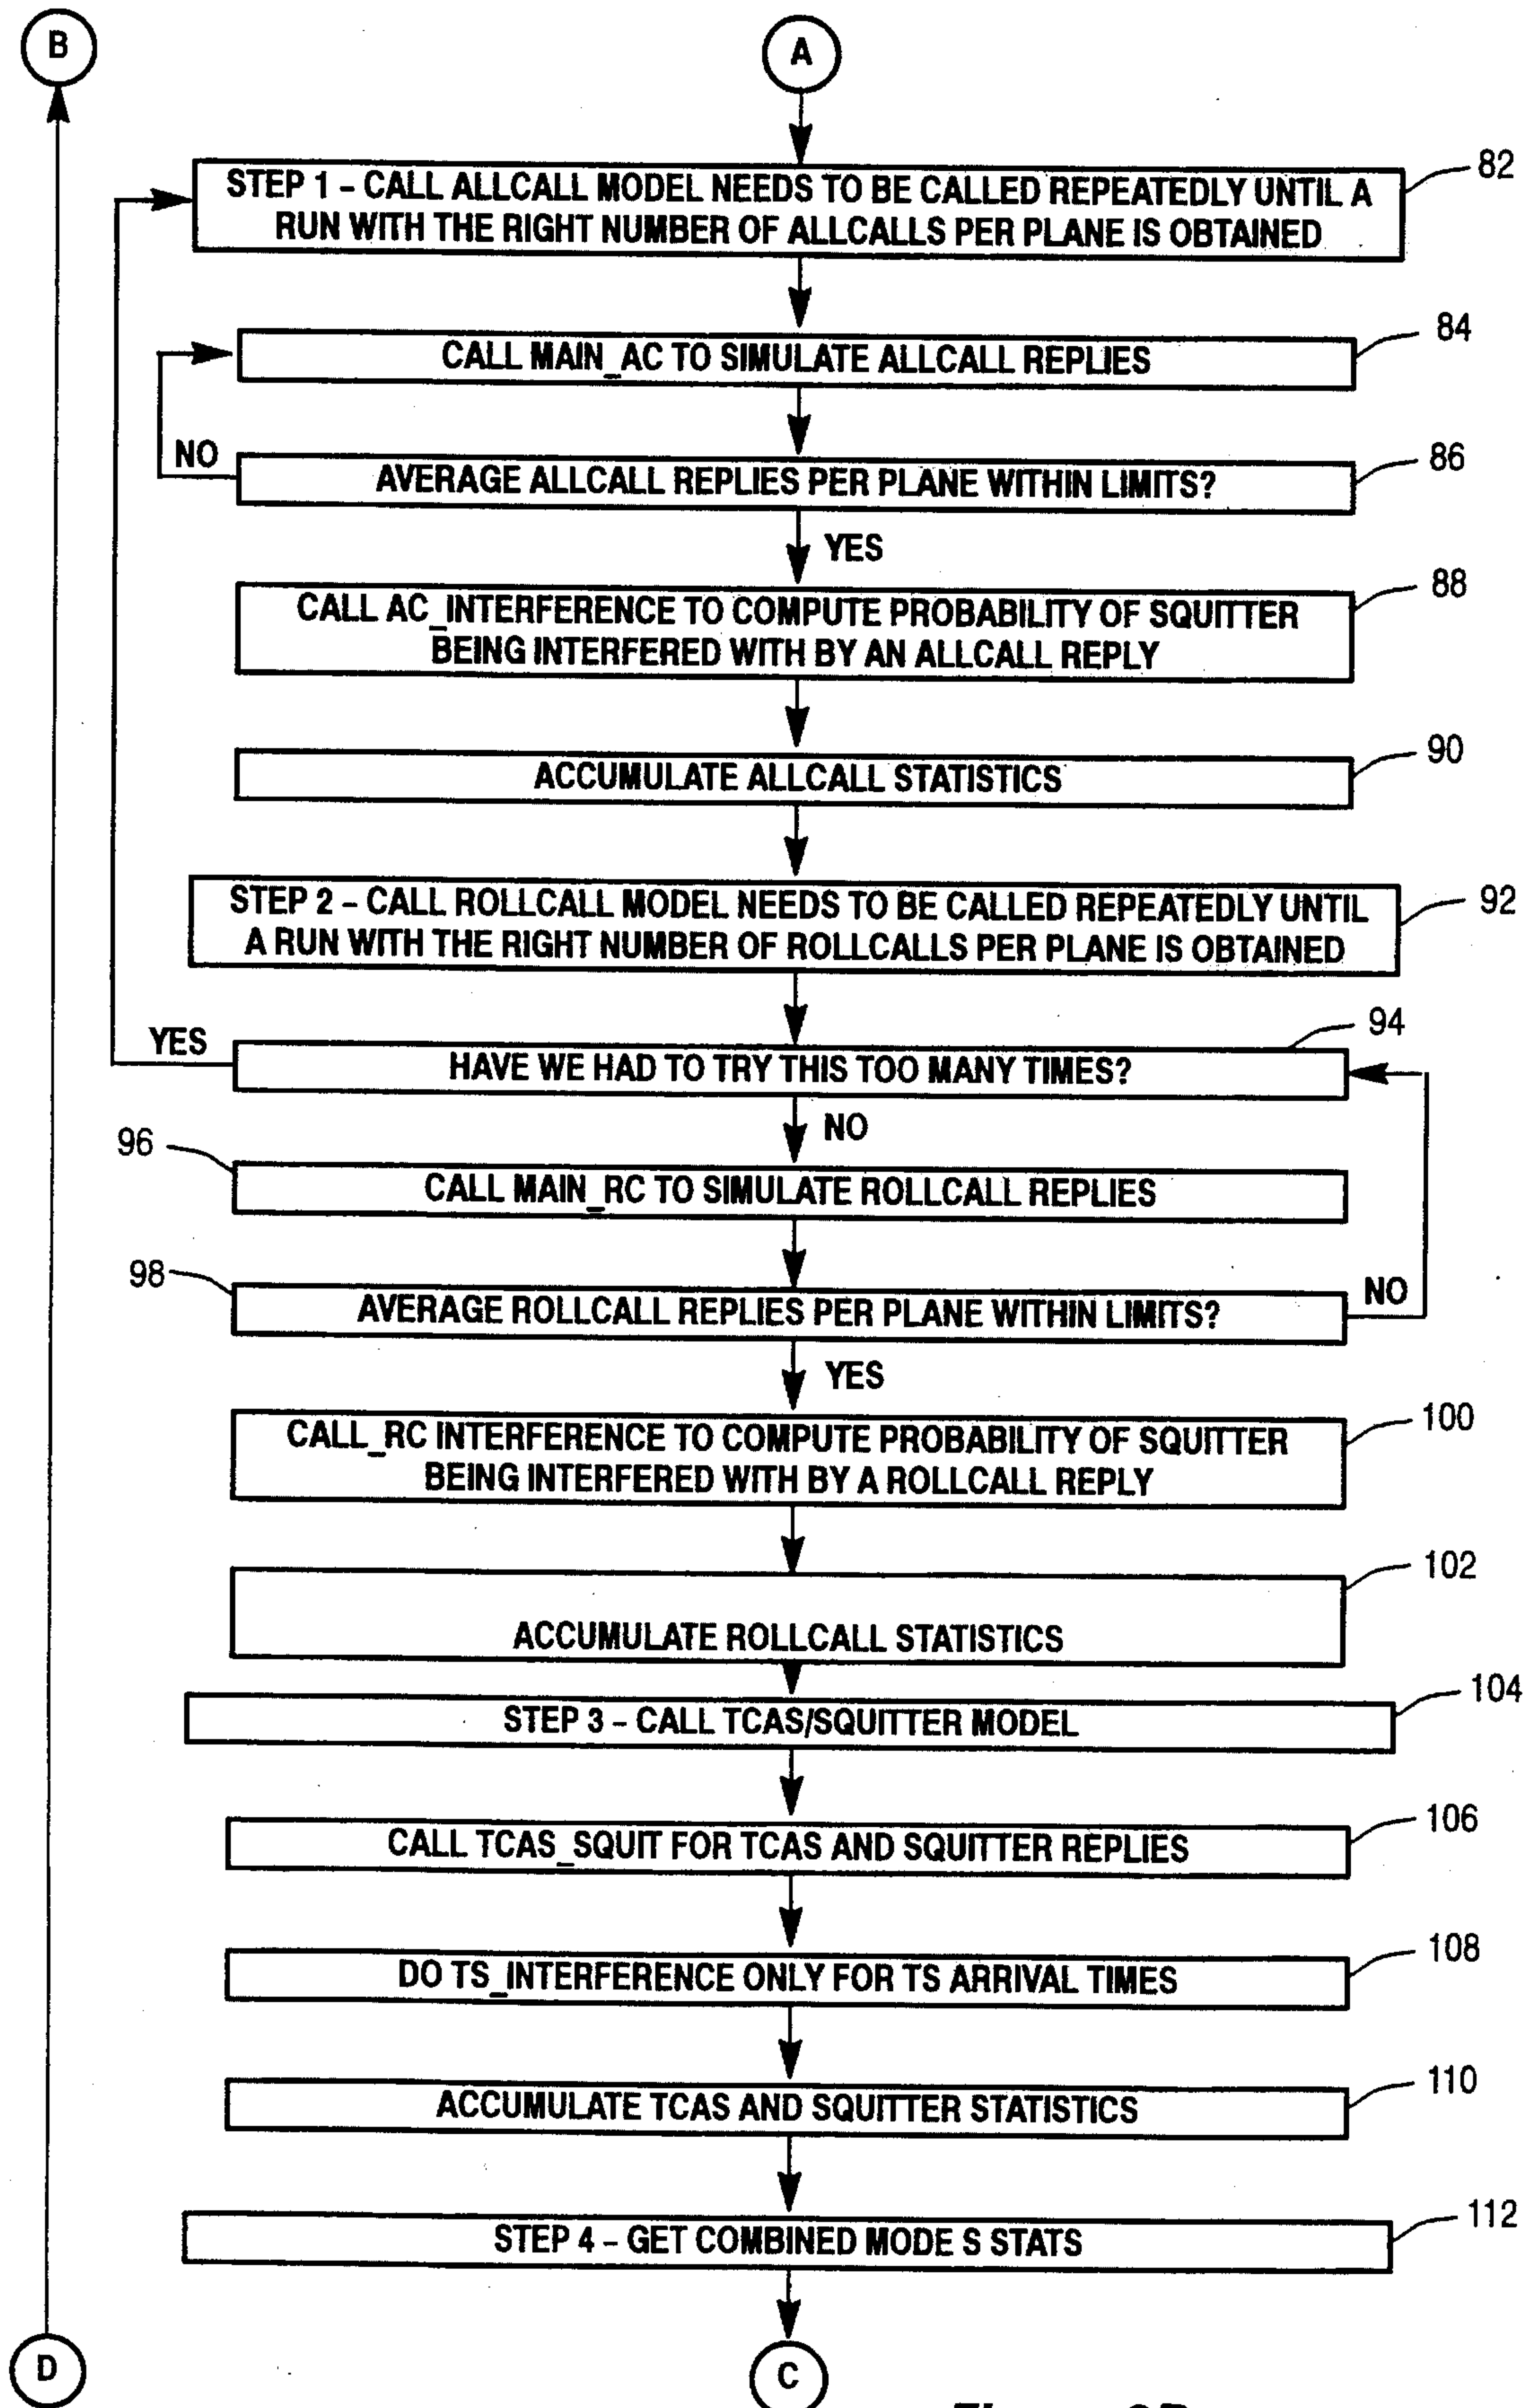 B
A
STEP 1 – CALL ALLCALL MODEL NEEDS TO BE CALLED REPEATEDLY UNTIL A
RUN WITH THE RIGHT NUMBER OF ALLCALLS PER PLANE IS OBTAINED
82
CALL MAIN_AC TO SIMULATE ALLCALL REPLIES
84
NO
AVERAGE ALLCALL REPLIES PER PLANE WITHIN LIMITS?
86
YES
CALL AC_INTERFERENCE TO COMPUTE PROBABILITY OF SQUITTER
BEING INTERFERED WITH BY AN ALLCALL REPLY
88
ACCUMULATE ALLCALL STATISTICS
90
STEP 2 – CALL ROLLCALL MODEL NEEDS TO BE CALLED REPEATEDLY UNTIL
A RUN WITH THE RIGHT NUMBER OF ROLLCALLS PER PLANE IS OBTAINED
92
YES
HAVE WE HAD TO TRY THIS TOO MANY TIMES?
94
NO
96
CALL MAIN_RC TO SIMULATE ROLLCALL REPLIES
98
AVERAGE ROLLCALL REPLIES PER PLANE WITHIN LIMITS?
NO
YES
CALL_RC INTERFERENCE TO COMPUTE PROBABILITY OF SQUITTER
BEING INTERFERED WITH BY A ROLLCALL REPLY
100
ACCUMULATE ROLLCALL STATISTICS
102
STEP 3 – CALL TCAS/SQUITTER MODEL
104
CALL TCAS_SQUIT FOR TCAS AND SQUITTER REPLIES
106
DO TS_INTERFERENCE ONLY FOR TS ARRIVAL TIMES
108
ACCUMULATE TCAS AND SQUITTER STATISTICS
110
STEP 4 – GET COMBINED MODE S STATS
112
D
C